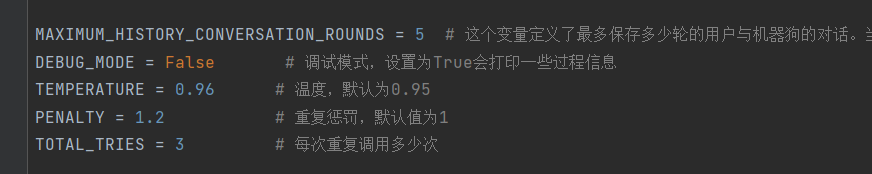 MAXIMUM_HISTORY_CONVERSATION_ROUNDS = 5  # 这个变量定义了最多保存多少轮的用户与机器狗的对话。
DEBUG_MODE = False      # 调试模式，设置为True会打印一些过程信息
TEMPERATURE = 0.96      # 温度，默认为0.95
PENALTY = 1.2           # 重复惩罚，默认值为1
TOTAL_TRIES = 3         # 每次重复调用多少次